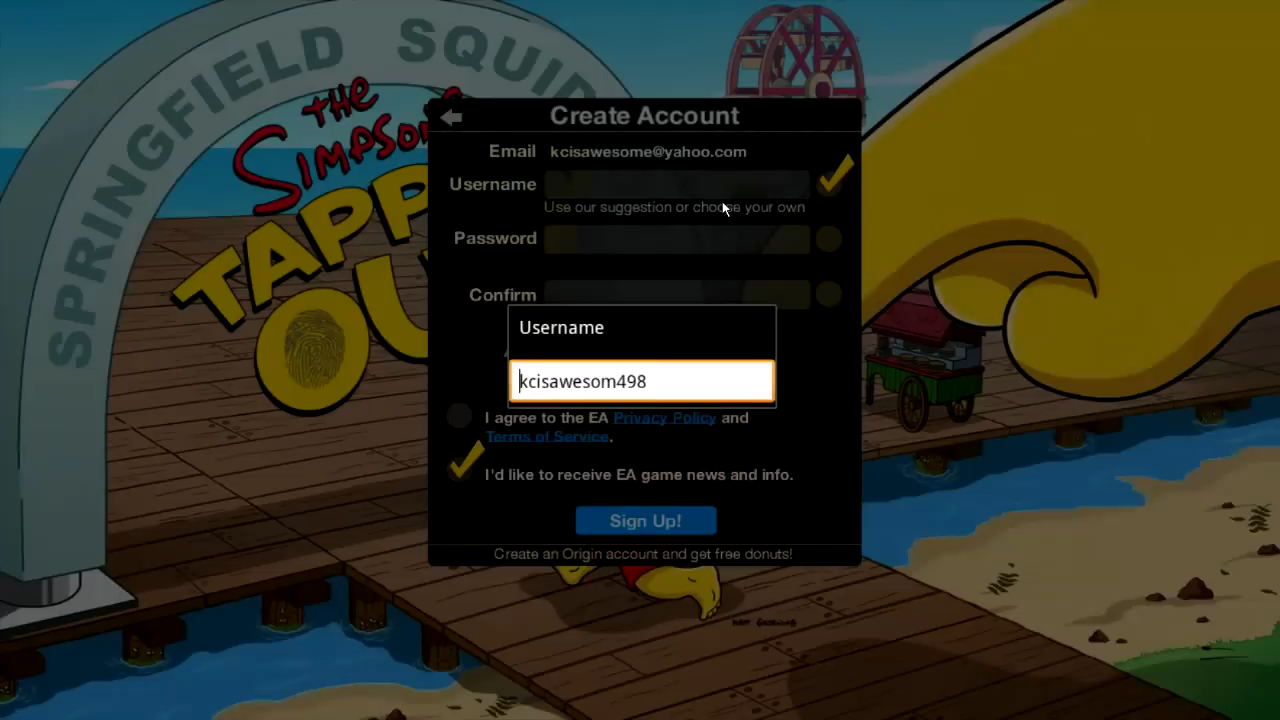 SPRINGFIELD SQUID
THE
SIMPSONS
TAPPED
OUT
Create Account
Email kcisawesome@yahoo.com
Username
Use our suggestion or choose your own
Password
Confirm
Username
kcisawesom498
I agree to the EA Privacy Policy and
Terms of Service.
I'd like to receive EA game news and info.
Sign Up!
Create an Origin account and get free donuts!